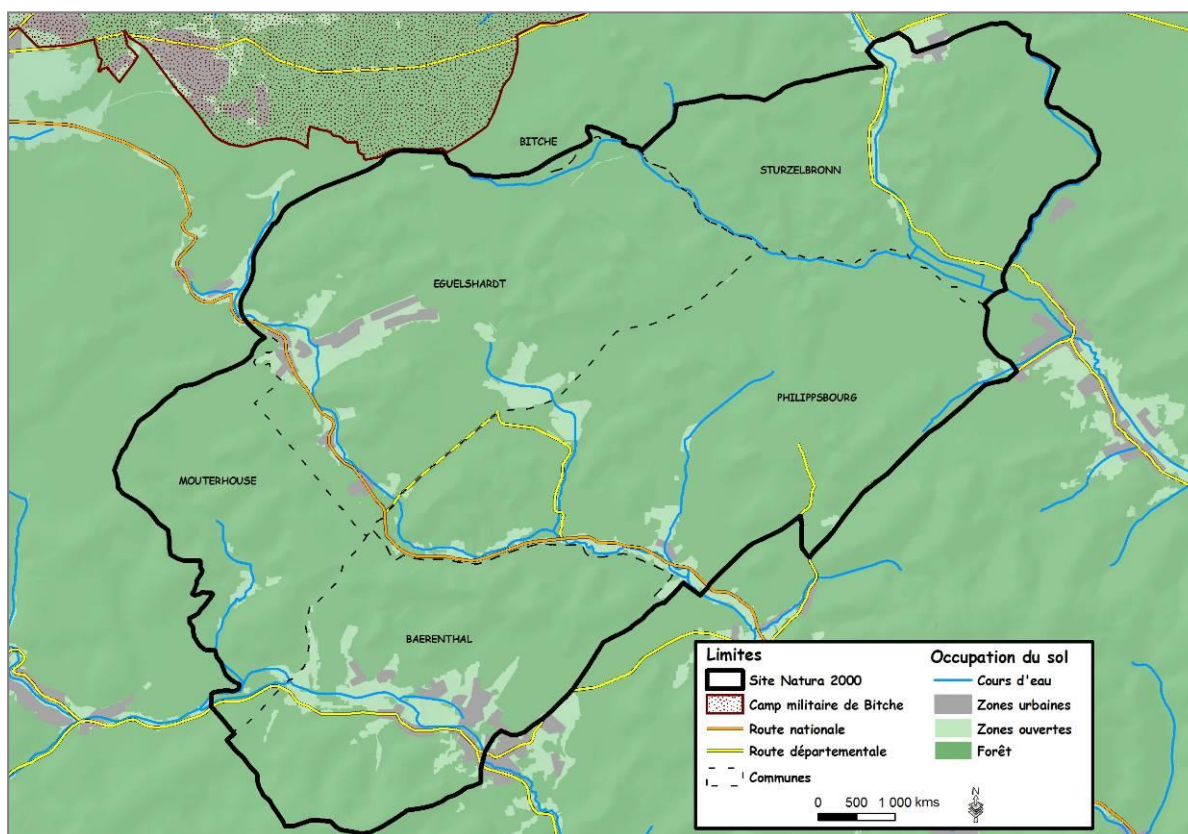 BITCHE
STURZELBRONN
EGUELSHARDT
PHILIPPSBOURG
MOUTERHOUSE
BAERENTHAL
Limites
Site Natura 2000
Camp militaire de Bitche
Route nationale
Route départementale
Communes
Occupation du sol
Cours d'eau
Zones urbaines
Zones ouvertes
Forêt
0 500 1 000 kms
N